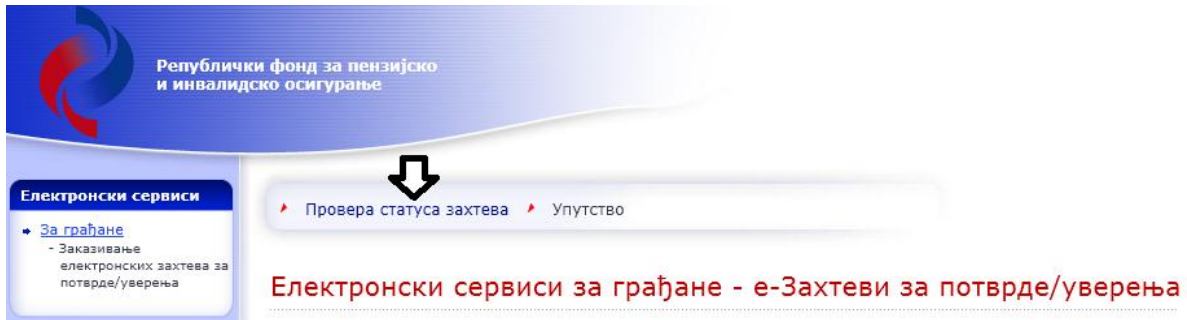 Републички фонд за пензијско
и инвалидско осигурање
Електронски сервиси
За грађане
- Заказивање
електронских захтева за
потврде/уверења
Провера статуса захтева Упутство
Електронски сервиси за грађане - е-Захтеви за потврде/уверења